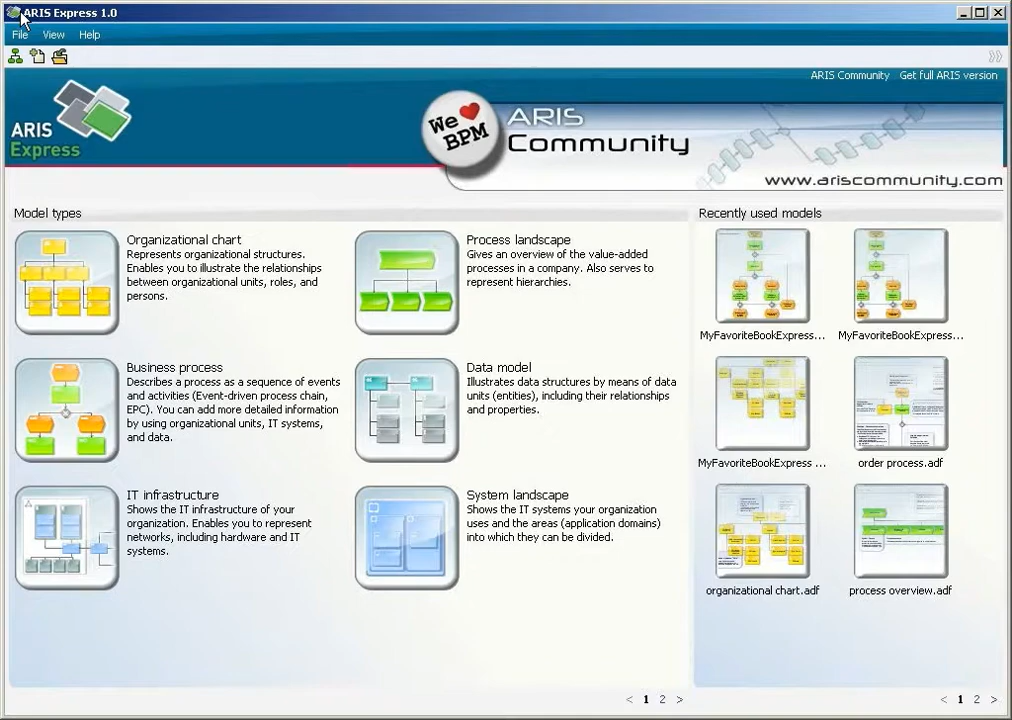 ARIS Express 1.0
File View Help
ARIS Community Get full ARIS version
ARIS
Express
We
BPM
ARIS
Community
www.ariscommunity.com
Model types
Organizational chart
Represents organizational structures.
Enables you to illustrate the relationships
between organizational units, roles, and
persons.
Process landscape
Gives an overview of the value-added
processes in a company. Also serves to
represent hierarchies.
Business process
Describes a process as a sequence of events
and activities (Event-driven process chain,
EPC). You can add more detailed information
by using organizational units, IT systems,
and data.
Data model
Illustrates data structures by means of data
units (entities), including their relationships
and properties.
IT infrastructure
Shows the IT infrastructure of your
organization. Enables you to represent
networks, including hardware and IT
systems.
System landscape
Shows the IT systems your organization
uses and the areas (application domains)
into which they can be divided.
< 1 2 >
Recently used models
MyFavoriteBookExpress... MyFavoriteBookExpress...
MyFavoriteBookExpress ... order process.adf
organizational chart.adf process overview.adf
< 1 2 >